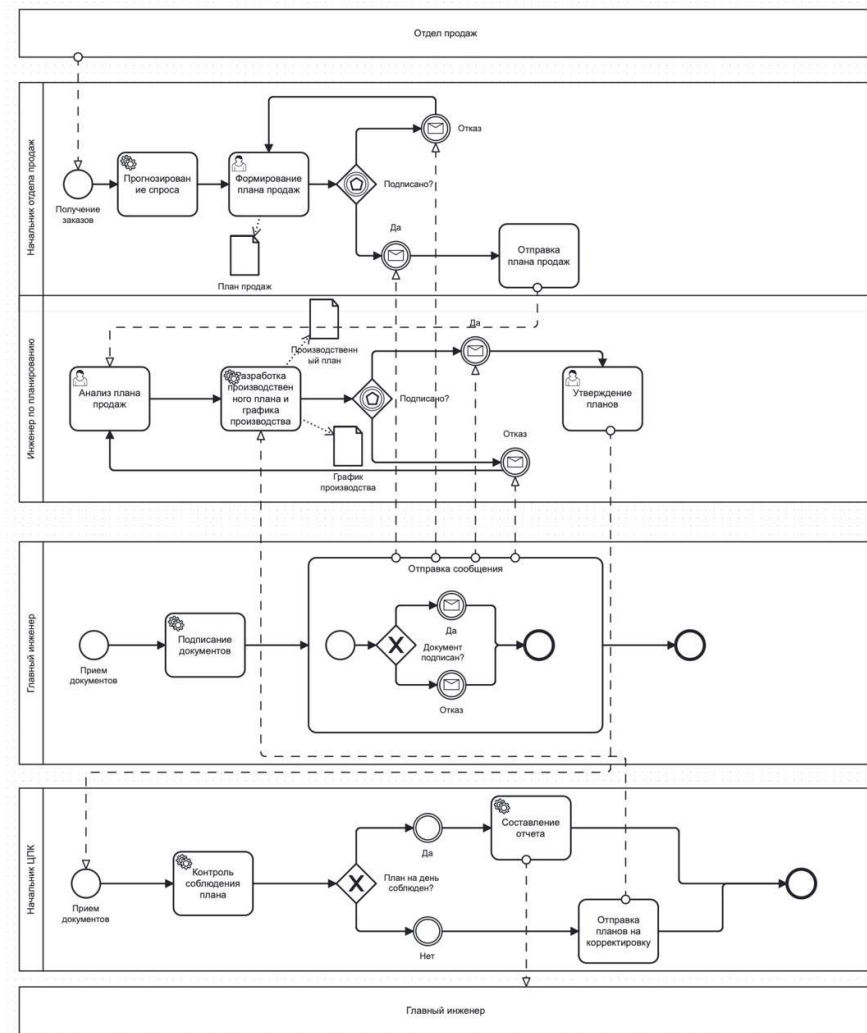 Отдел продаж
Начальник отдела продаж
Отказ
Прогнозирован
ие спроса
Формирование
плана продаж
Подписано?
Получение
заказов
Да
Отправка
плана продаж
План продаж
Инженер по планированию
Да
Производственн
ый план
Анализ плана
продаж
Разработка
производствен
ного плана и
графика
производства
Подписано?
Утверждение
планов
Отказ
График
производства
Главный инженер
Отправка сообщения
Подписание
документов
Да
Документ
подписан?
Прием
документов
Отказ
Начальник ЦПК
Составление
отчета
Да
Контроль
соблюдения
плана
План на день
соблюден?
Прием
документов
Отправка
планов на
корректировку
Нет
Главный инженер